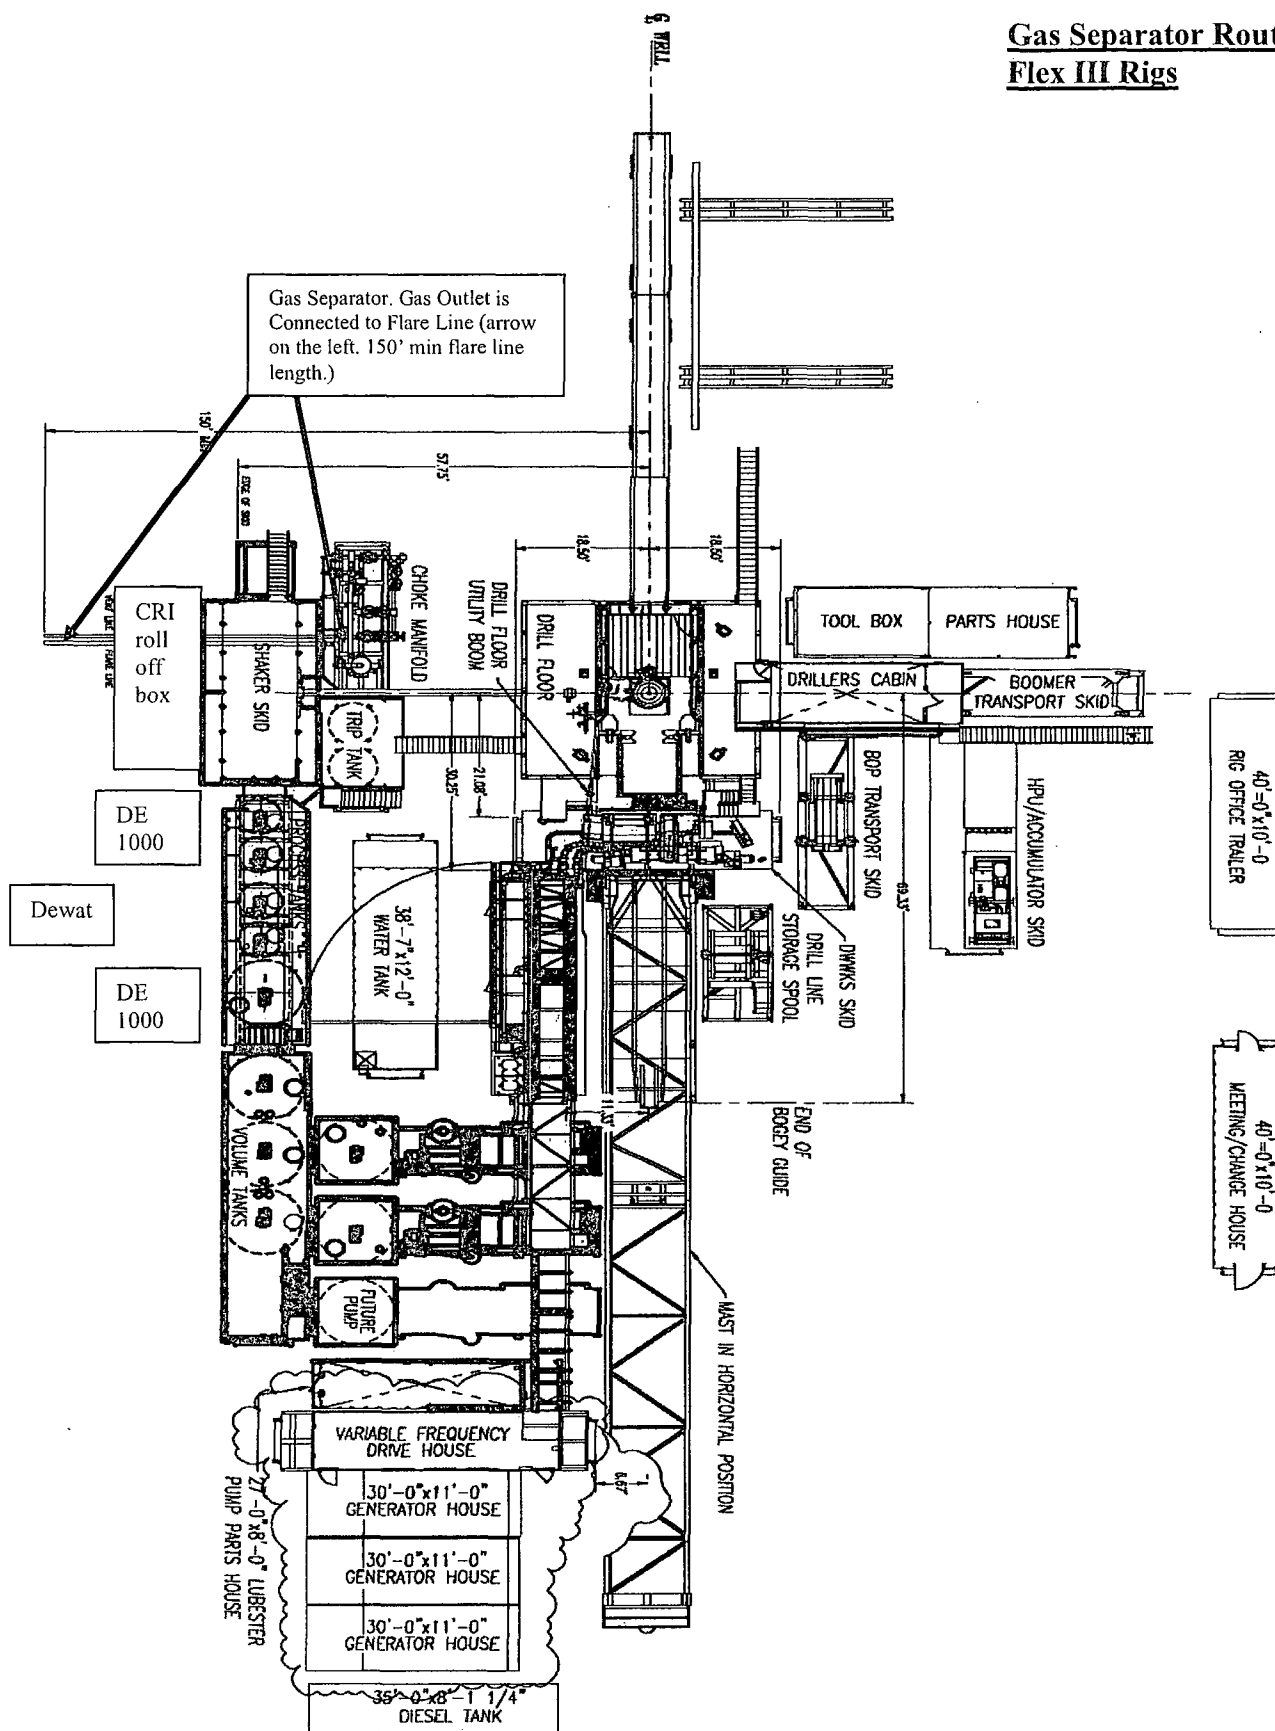 Gas Separator Rout
Flex III Rigs
WELL
Gas Separator. Gas Outlet is
Connected to Flare Line (arrow
on the left. 150' min flare line
length.)
57.75'
EDGE OF SKID
18.50'
18.50'
CHOKE MANIFOLD
DRILL FLOOR
UTILITY BOOM
DRILL FLOOR
TOOL BOX
PARTS HOUSE
CRI
roll
off
box
SHAKER SKID
FLARE LINE
DRILLERS CABIN
BOOMER
TRANSPORT SKID
TRIP
TANK
30.25'
21.08'
BOP TRANSPORT SKID
HPU/ACCUMULATOR SKID
40'=0"x10'-0
RIG OFFICE TRAILER
DE
1000
Dewat
DE
1000
38'-7"x12'-0"
WATER TANK
DRILL LINE
STORAGE SPOOL
DWWKS SKID
69.33'
END OF
BOGEY GUIDE
40'=0"x10'-0
MEETING/CHANGE HOUSE
VOLUME TANKS
FUTURE
PUMP
MAST IN HORIZONTAL POSITION
VARIABLE FREQUENCY
DRIVE HOUSE
6.67'
27'-0"x8'-0" LUBESTER
PUMP PARTS HOUSE
30'-0"x11'-0"
GENERATOR HOUSE
30'-0"x11'-0"
GENERATOR HOUSE
30'-0"x11'-0"
GENERATOR HOUSE
35'-0"x8'-1 1/4"
DIESEL TANK